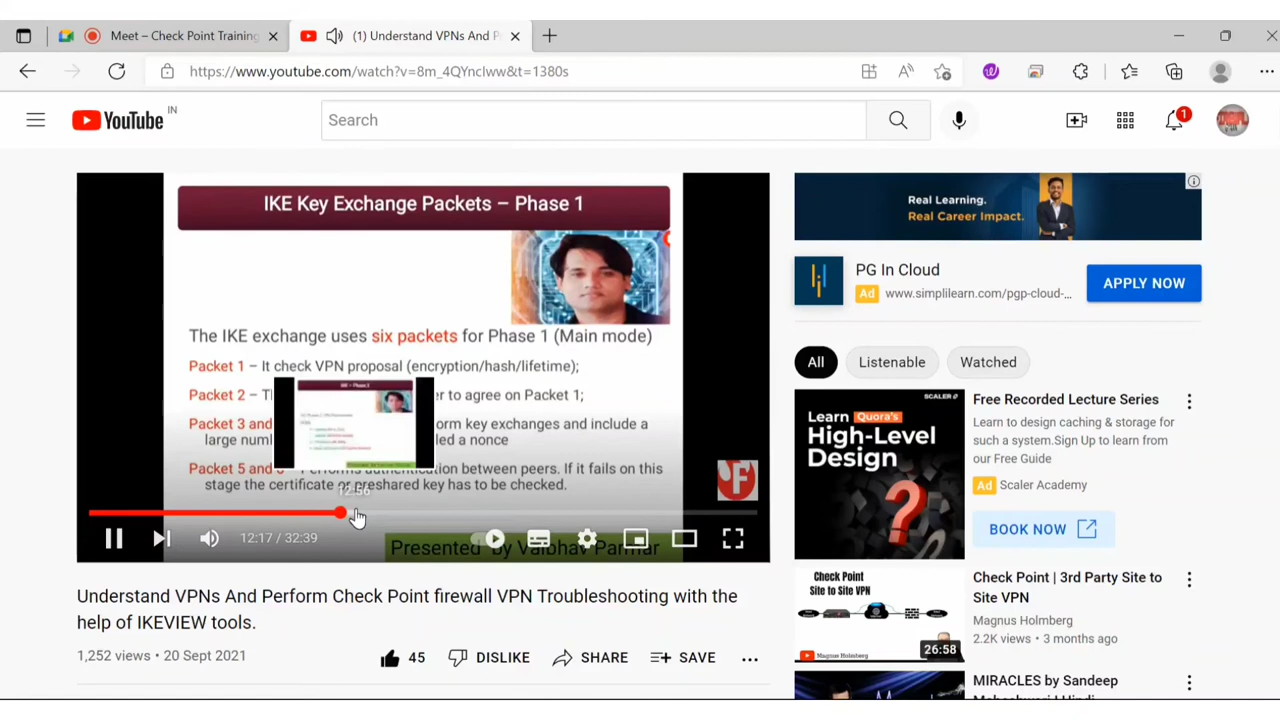 Meet – Check Point Training
(1) Understand VPNs And P
https://www.youtube.com/watch?v=8m_4QYncIww&t=1380s
YouTube IN
Search
1
IKE Key Exchange Packets – Phase 1
The IKE exchange uses six packets for Phase 1 (Main mode)
Packet 1 – It check VPN proposal (encryption/hash/lifetime);
Packet 2 – T er to agree on Packet 1;
Packet 3 and orm key exchanges and include a
large num led a nonce
Packet 5 and 6 – Performs authentication between peers. If it fails on this
stage the certificate or preshared key has to be checked.
12:56
12:17 / 32:39
Presented by Vaibhav Parmar
Understand VPNs And Perform Check Point firewall VPN Troubleshooting with the
help of IKEVIEW tools.
1,252 views • 20 Sept 2021
45
DISLIKE
SHARE
SAVE
Real Learning.
Real Career Impact.
PG In Cloud
Ad www.simplilearn.com/pgp-cloud-...
APPLY NOW
All
Listenable
Watched
SCALER
Learn Quora's
High-Level
Design
Free Recorded Lecture Series
Learn to design caching & storage for
such a system.Sign Up to learn from
our Free Guide
Ad Scaler Academy
BOOK NOW
Check Point
Site to Site VPN
Magnus Holmberg
26:58
Check Point | 3rd Party Site to
Site VPN
Magnus Holmberg
2.2K views • 3 months ago
MIRACLES by Sandeep